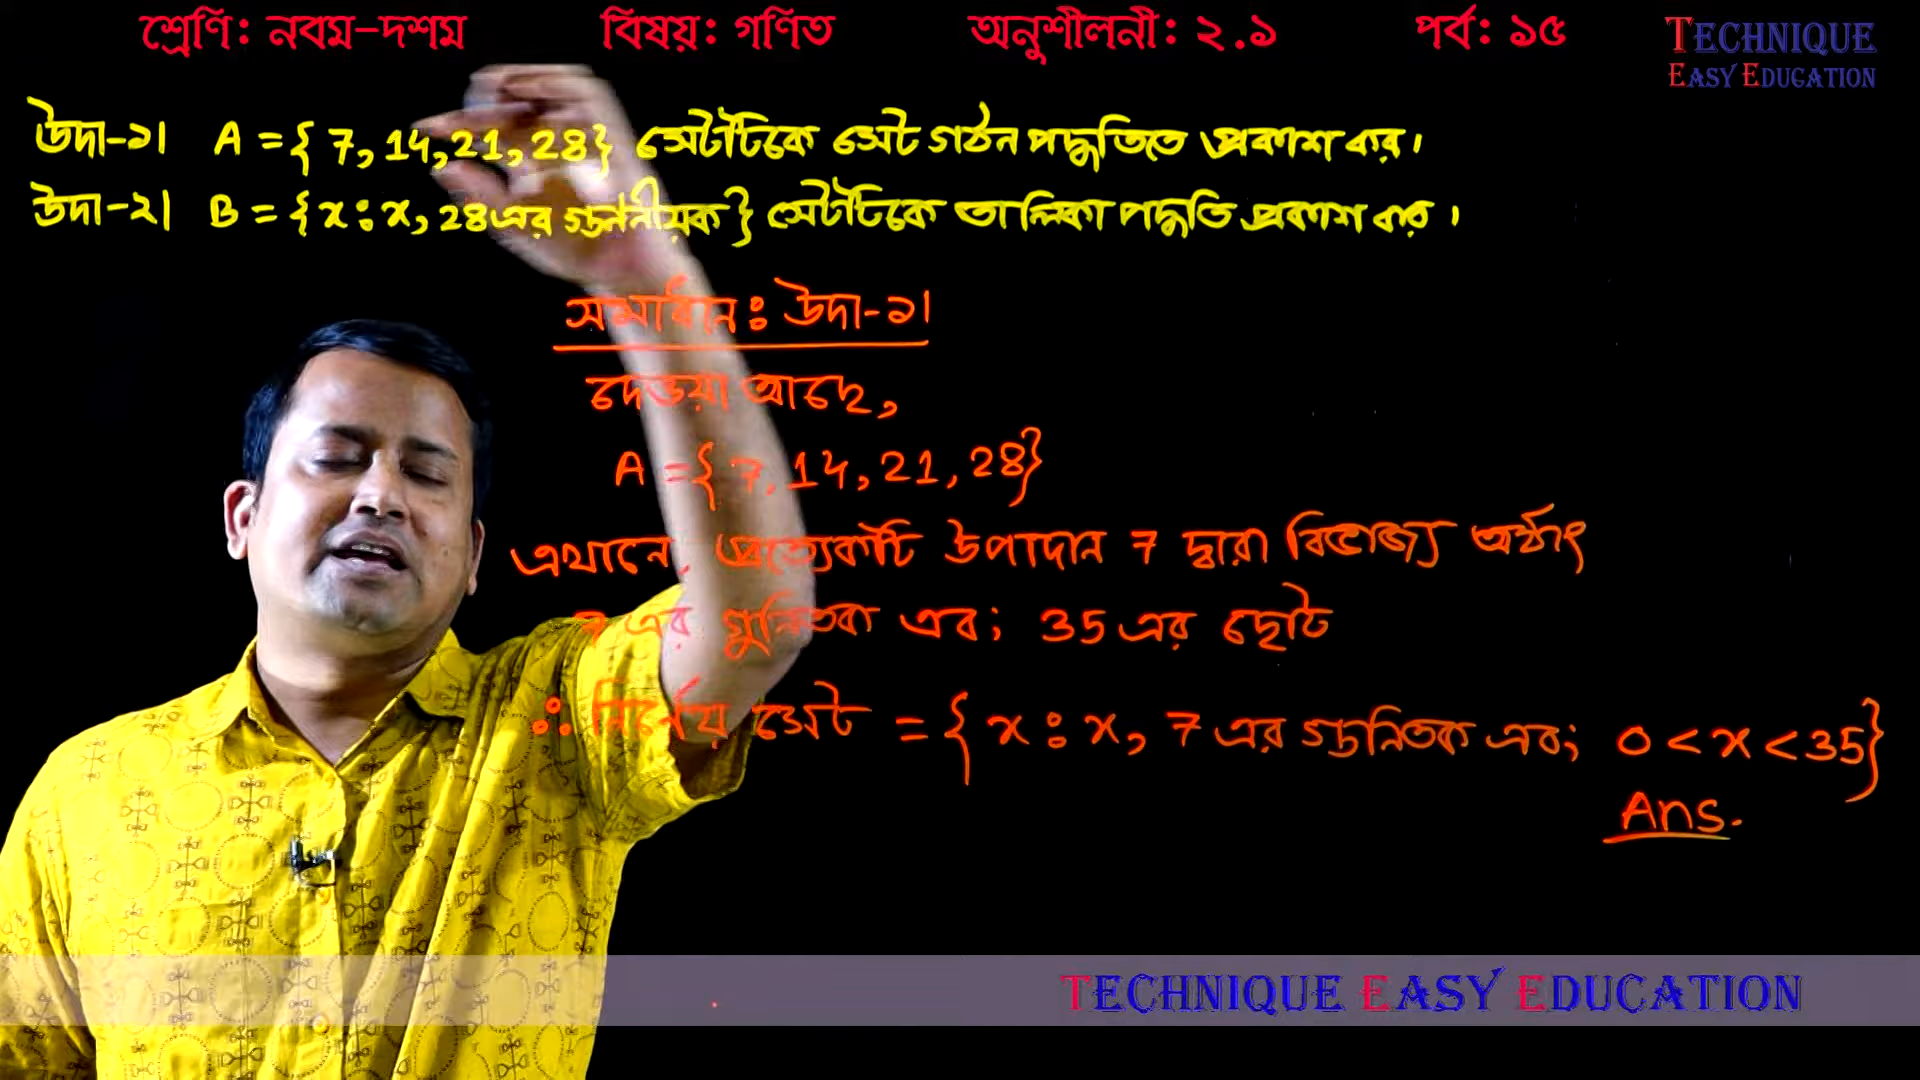 শ্রেণি: নবম-দশম বিষয়: গণিত অনুশীলনী: ২.১ পর্ব: ১৫
TECHNIQUE
EASY EDUCATION
উদা-১। A = {7, 14, 21, 28} সেটটিকে সেট গঠন পদ্ধতিতে প্রকাশ কর।
উদা-২। B = {x : x, 28 এর গুননীয়ক} সেটটিকে তালিকা পদ্ধতি প্রকাশ কর।
সমাধান: উদা-১।
দেওয়া আছে,
A = {7, 14, 21, 28}
এখানে, প্রত্যেকটি উপাদান 7 দ্বারা বিভাজ্য অর্থাৎ
7 এর গুনিতক এবং 35 এর ছোট
∴ নির্ণেয় সেট = {x : x, 7 এর গুনিতক এবং 0 < x < 35}
Ans.
TECHNIQUE EASY EDUCATION